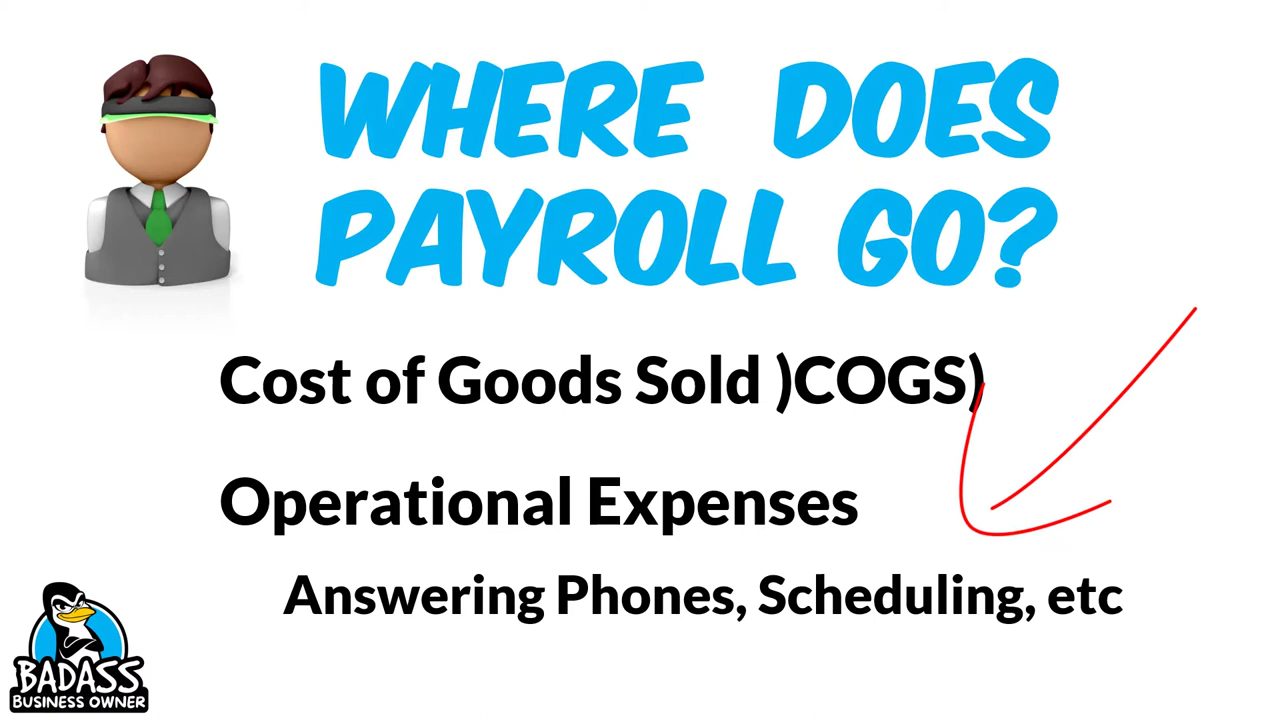 WHERE DOES
PAYROLL GO?
Cost of Goods Sold )COGS)
Operational Expenses
Answering Phones, Scheduling, etc
BADASS
BUSINESS OWNER